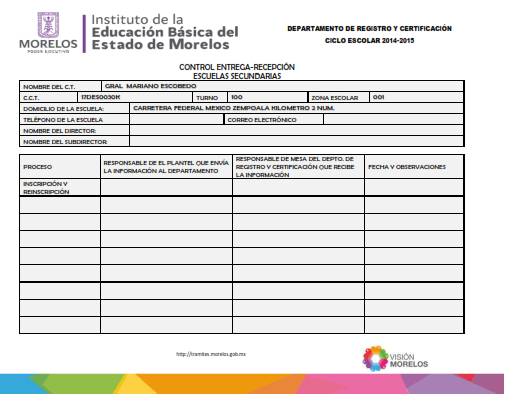 Instituto de la
Educación Básica del
Estado de Morelos
MORELOS
PODER EJECUTIVO
DEPARTAMENTO DE REGISTRO Y CERTIFICACIÓN
CICLO ESCOLAR 2014-2015
CONTROL ENTREGA-RECEPCIÓN
ESCUELAS SECUNDARIAS
NOMBRE DEL C.T. GRAL MARIANO ESCOBEDO
C.C.T. 17DES0030K TURNO 100 ZONA ESCOLAR 001
DOMICILIO DE LA ESCUELA: CARRETERA FEDERAL MEXICO ZEMPOALA KILOMETRO 2 NUM.
TELÉFONO DE LA ESCUELA CORREO ELECTRÓNICO
NOMBRE DEL DIRECTOR:
NOMBRE DEL SUBDIRECTOR:
PROCESO
RESPONSABLE DE EL PLANTEL QUE ENVÍA
LA INFORMACIÓN AL DEPARTAMENTO
RESPONSABLE DE MESA DEL DEPTO. DE
REGISTRO Y CERTIFICACIÓN QUE RECIBE
LA INFORMACIÓN
FECHA Y OBSERVACIONES
INSCRIPCIÓN Y
REINSCRIPCIÓN
http://tramites.morelos.gob.mx
VISIÓN
MORELOS